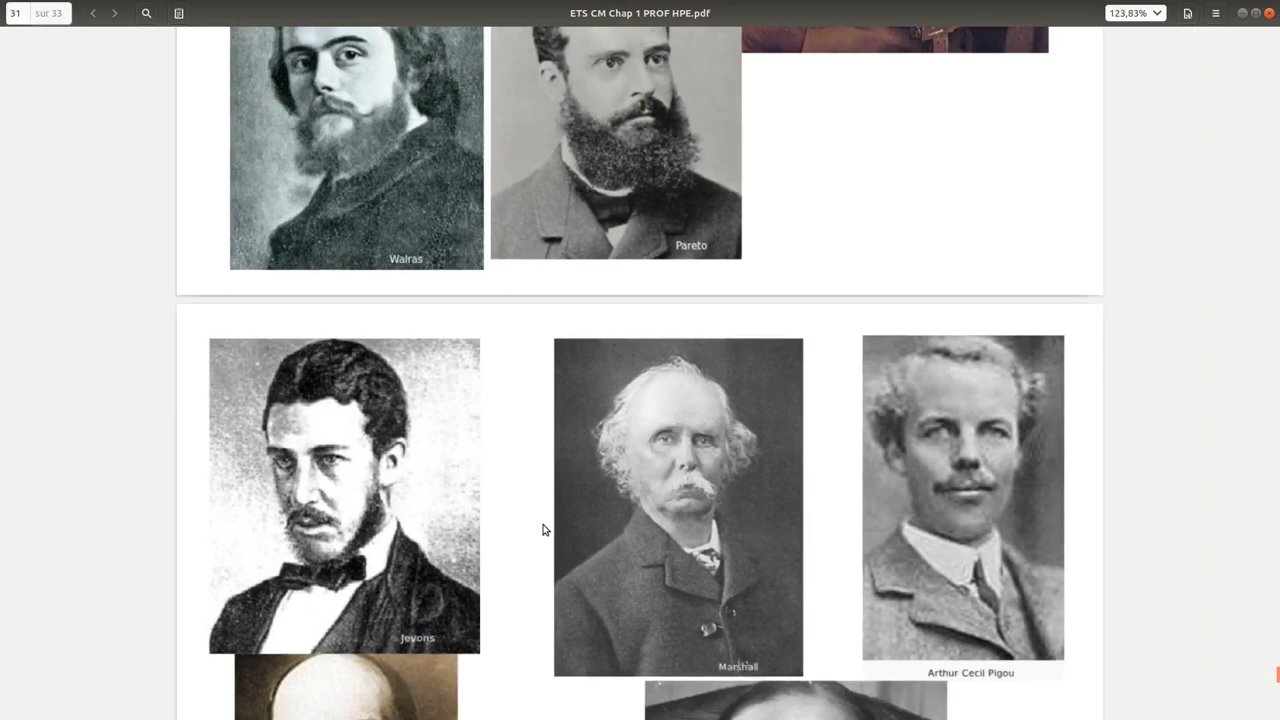 31 sur 33
ETS CM Chap 1 PROF HPE.pdf
123,83%
Walras
Pareto
Jevons
Marshall
Arthur Cecil Pigou